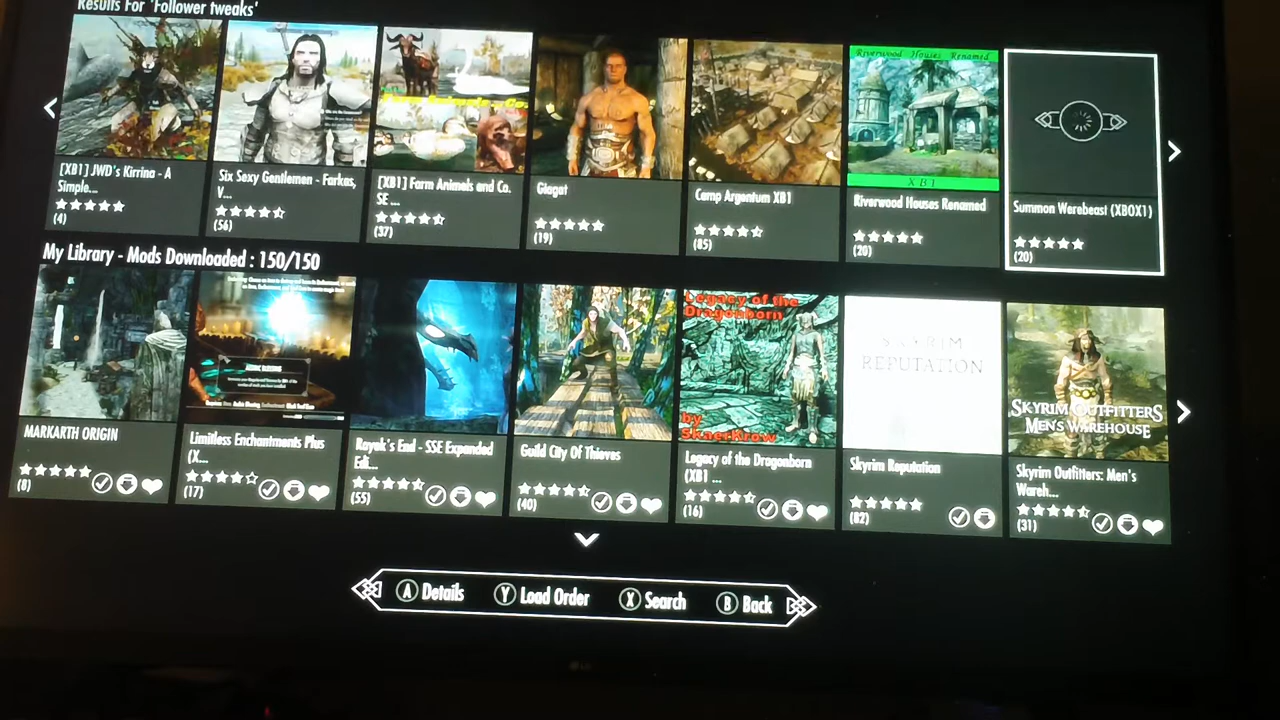 Results For 'Follower tweaks'
[XB1] JWD's Kirrina - A
Simple...
(4)
Six Sexy Gentlemen - Farkas,
V...
(56)
[XB1] Farm Animals and Co.
SE ...
(37)
Giagat
(19)
Camp Argentum XB1
(85)
Riverwood Houses Renamed
XB1
Riverwood Houses Renamed
(20)
Summon Werebeast (XBOX1)
(20)
My Library - Mods Downloaded : 150/150
MARKARTH ORIGIN
(8)
Limitless Enchantments Plus
(X...
(17)
Rayek's End - SSE Expanded
Edi...
(55)
Guild City Of Thieves
(40)
Legacy of the
Dragonborn
by
SkaerKrow
Legacy of the Dragonborn
(XB1 ...
(16)
SKYRIM
REPUTATION
Skyrim Reputation
(82)
SKYRIM OUTFITTERS
MEN'S WAREHOUSE
Skyrim Outfitters: Men's
Wareh...
(31)
A Details
Y Load Order
X Search
B Back
LG